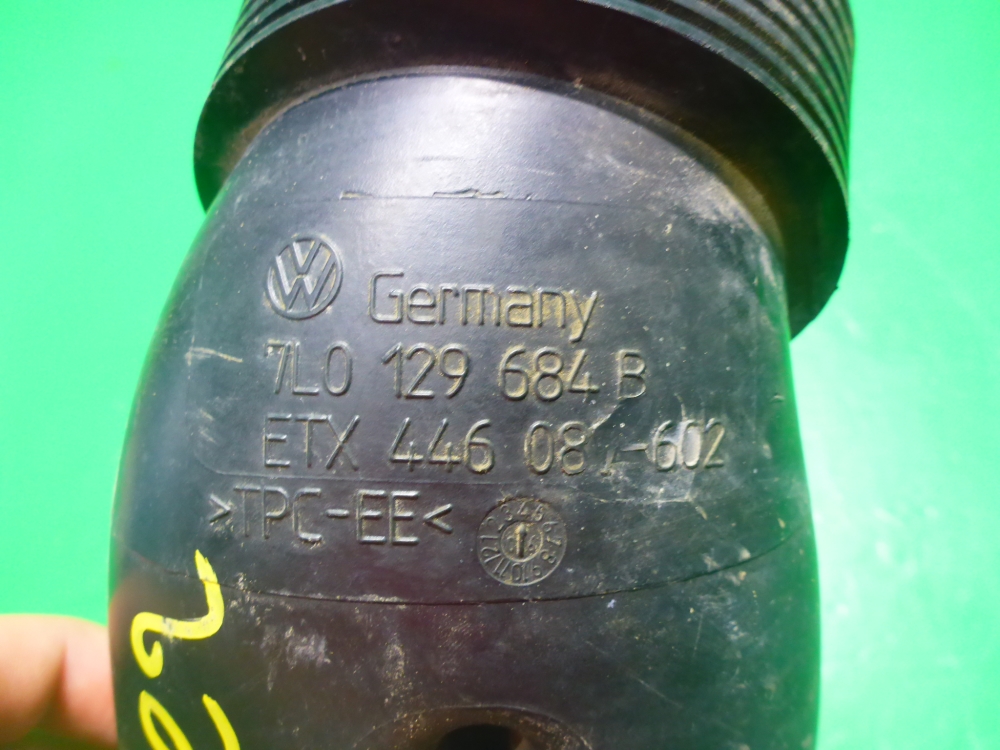 Germany
7L0 129 684 B
ETX 446
>TPC-EE<